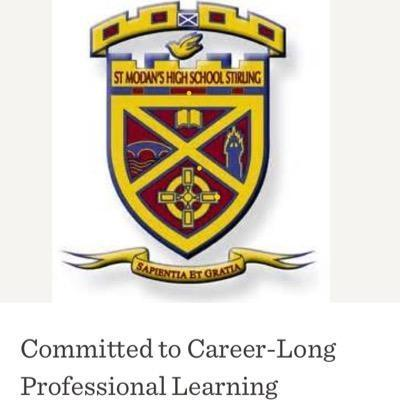 ST MODAN'S HIGH SCHOOL STIRLING
SAPIENTIA ET GRATIA
Committed to Career-Long
Professional Learning